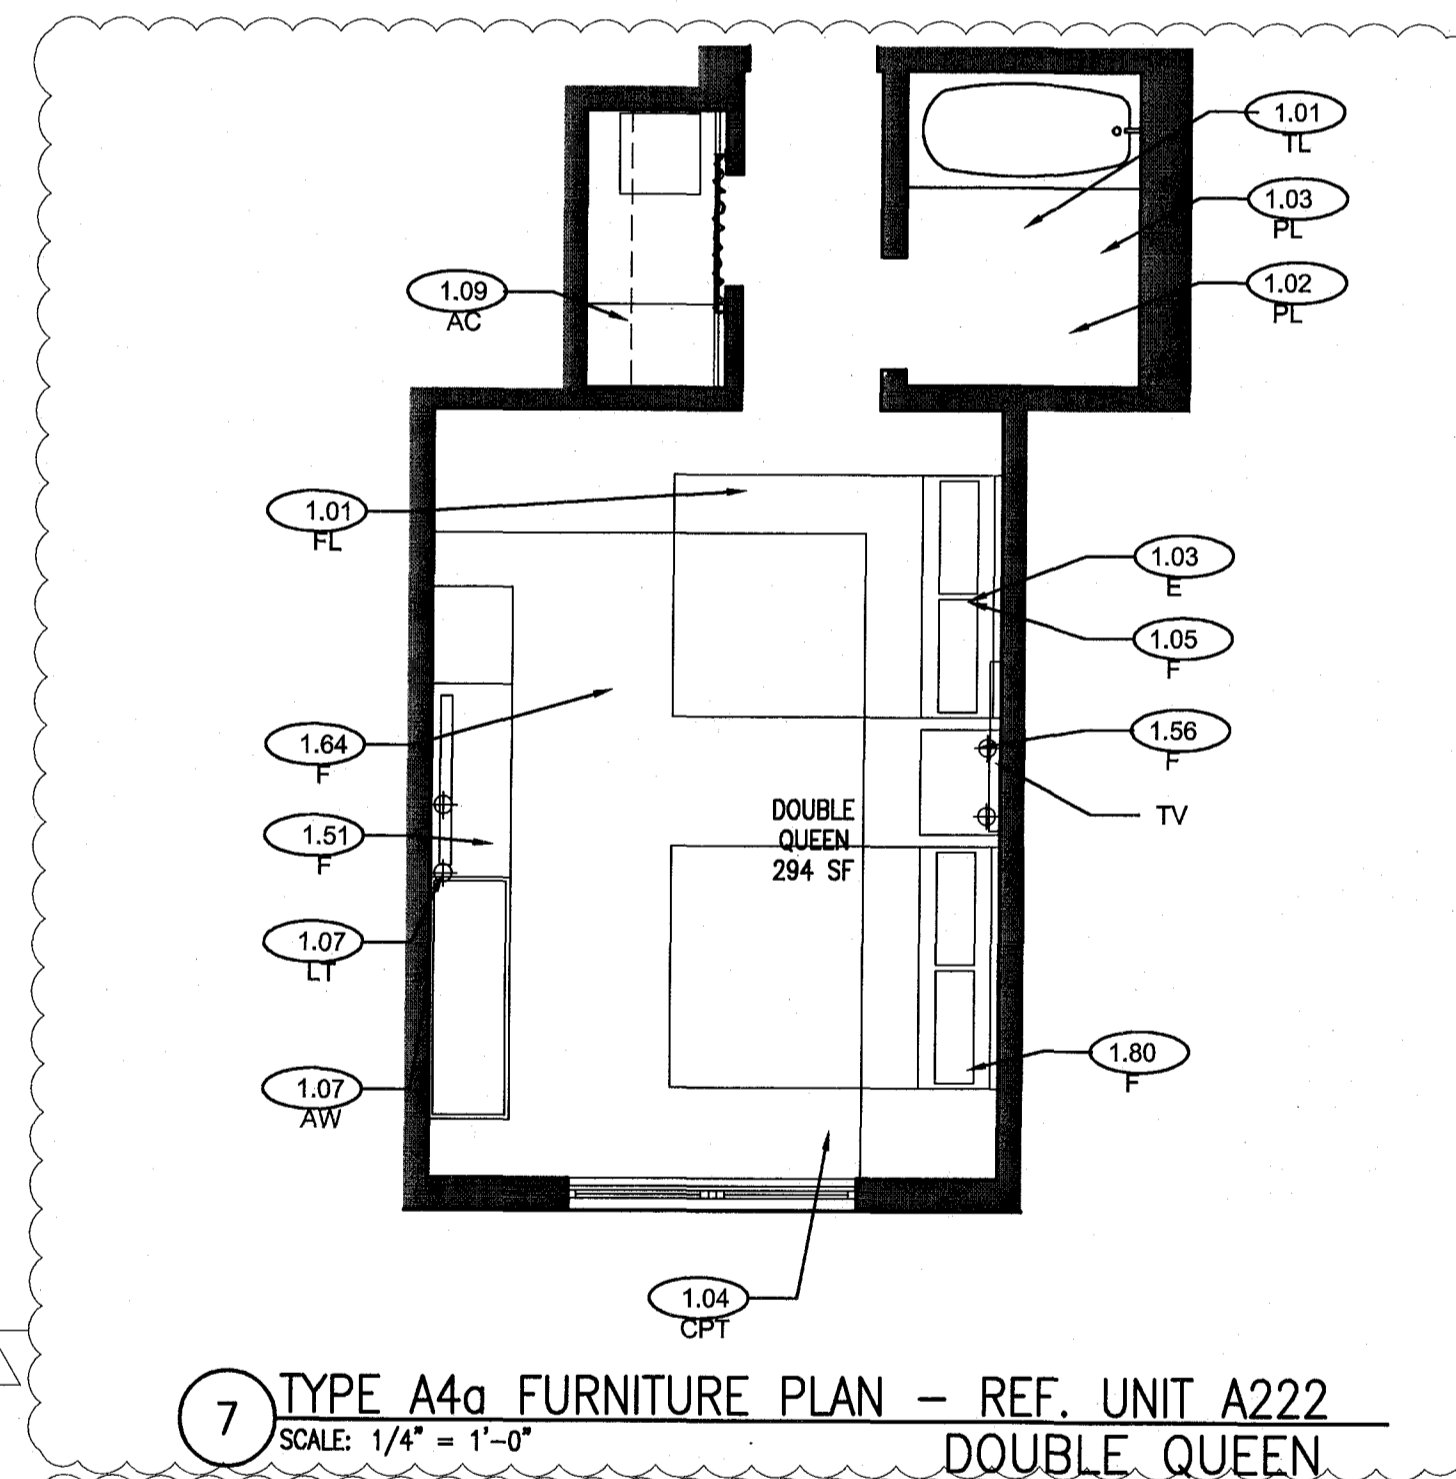 1.01
TL
1.03
PL
1.02
PL
1.09
AC
1.01
FL
1.03
E
1.05
F
1.64
F
1.56
F
TV
1.51
F
DOUBLE
QUEEN
294 SF
1.07
LT
1.80
F
1.07
AW
1.04
CPT
7
TYPE A4a FURNITURE PLAN - REF. UNIT A222
SCALE: 1/4" = 1'-0"
DOUBLE QUEEN